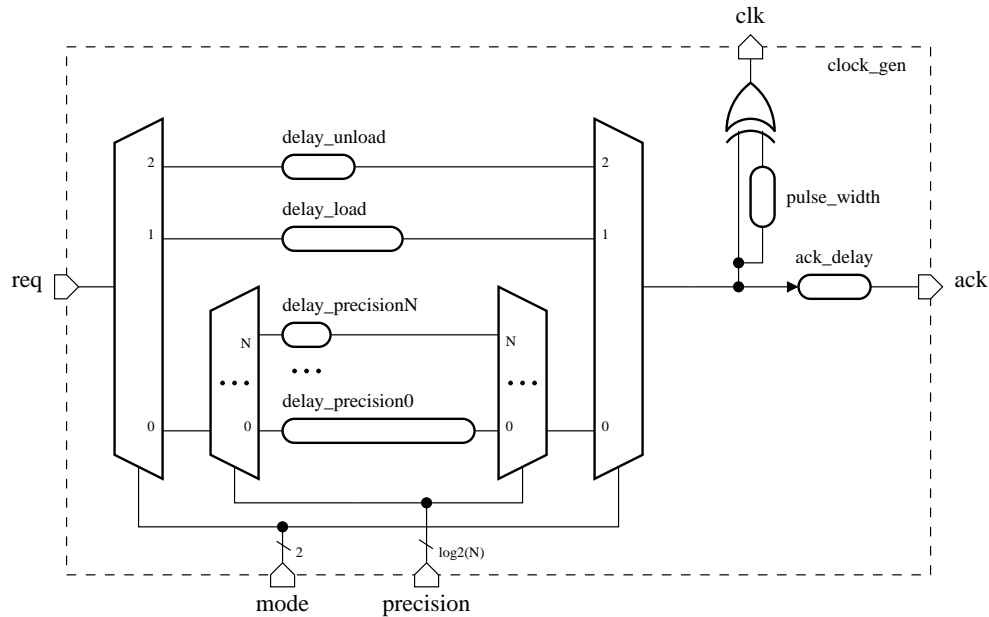 clk
clock_gen
delay_unload
2
2
pulse_width
delay_load
1
1
ack_delay
req
ack
delay_precisionN
N
N
...
...
...
delay_precision0
0
0
0
0
2
log2(N)
mode
precision